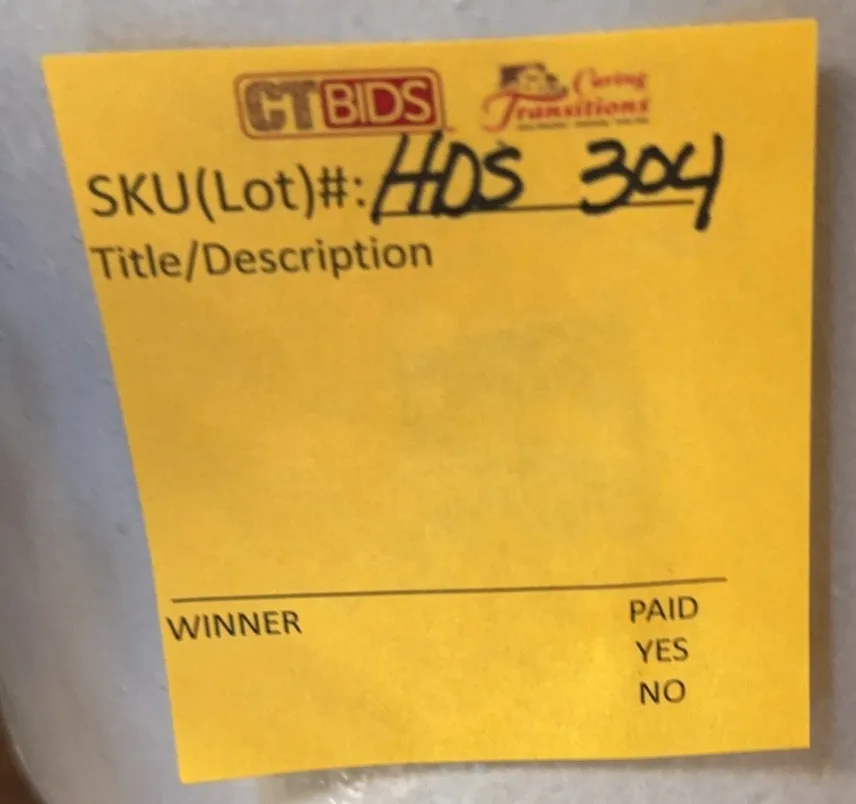 CTBIDS Caring Transitions
SKU(Lot)#: HDS 304
Title/Description
WINNER PAID
YES
NO